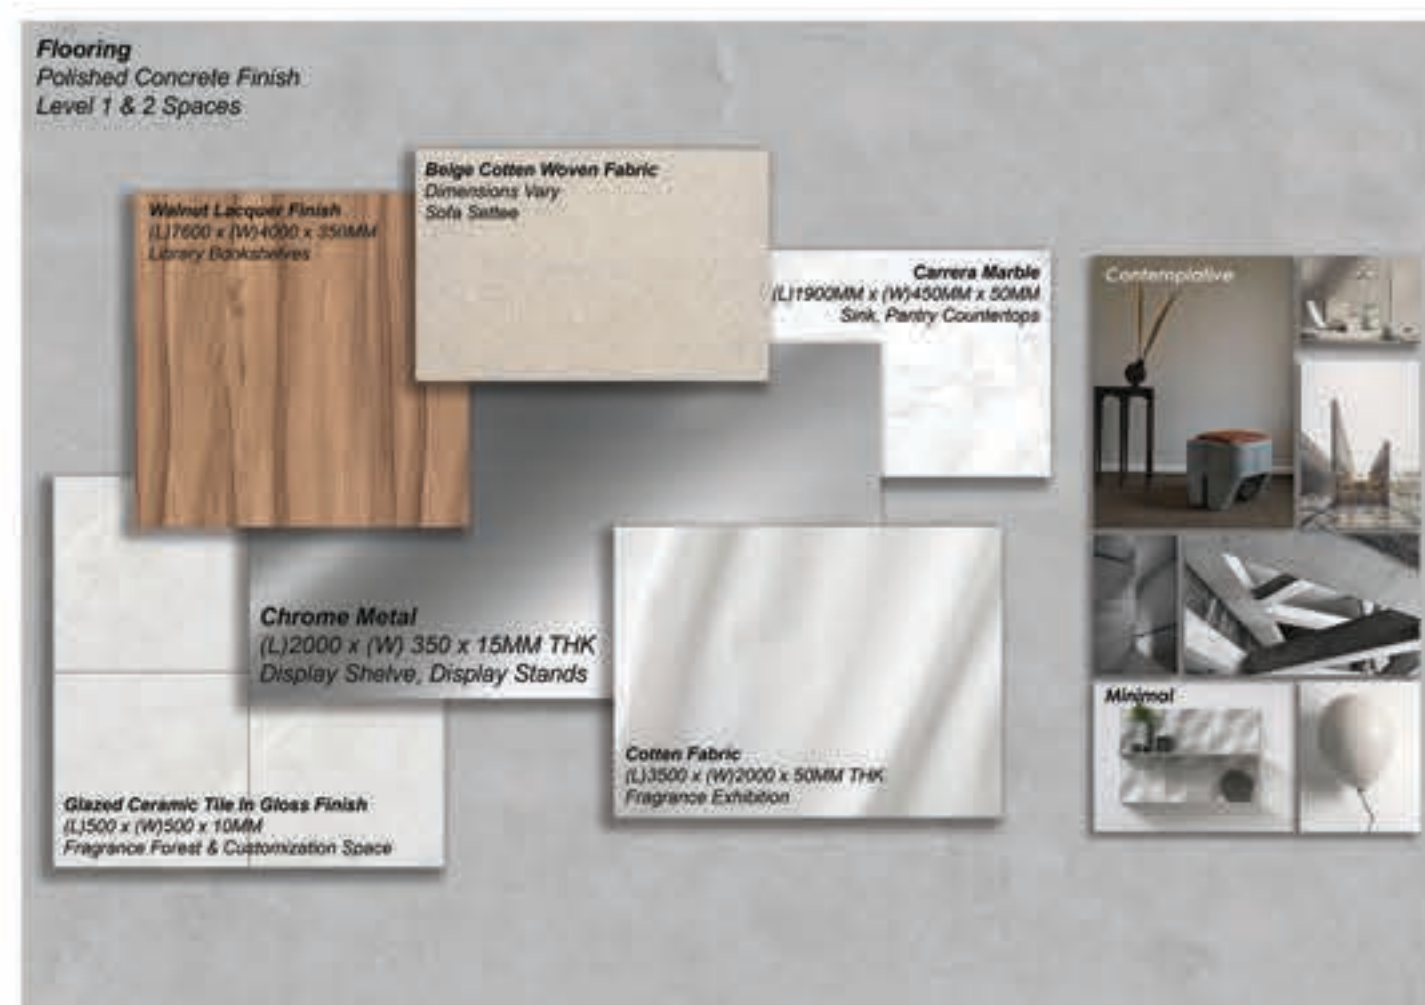 Flooring
Polished Concrete Finish
Level 1 & 2 Spaces
Beige Cotten Woven Fabric
Dimensions Vary
Sofa Settee
Walnut Lacquer Finish
(L)7600 x (W)4000 x 350MM
Library Bookshelves
Carrera Marble
(L)1900MM x (W)450MM x 50MM
Sink, Pantry Countertops
Contemplative
Chrome Metal
(L)2000 x (W) 350 x 15MM THK
Display Shelve, Display Stands
Minimal
Cotten Fabric
(L)3500 x (W)2000 x 50MM THK
Fragrance Exhibition
Glazed Ceramic Tile In Gloss Finish
(L)500 x (W)500 x 10MM
Fragrance Forest & Customization Space